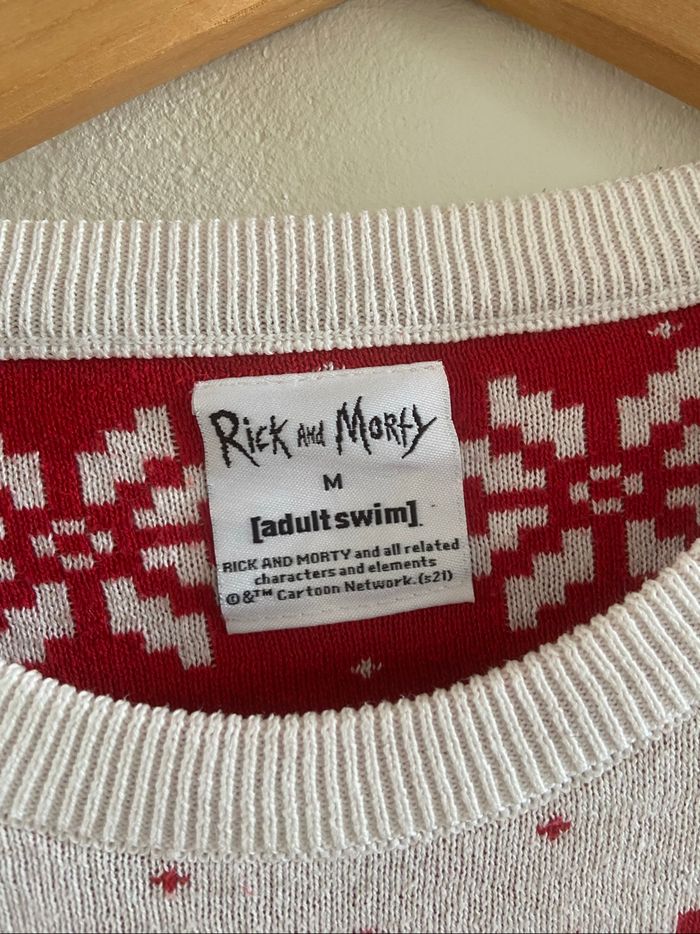 Rick and Morty
M
[adult swim]
RICK AND MORTY and all related
characters and elements
©&™ Cartoon Network.(s21)